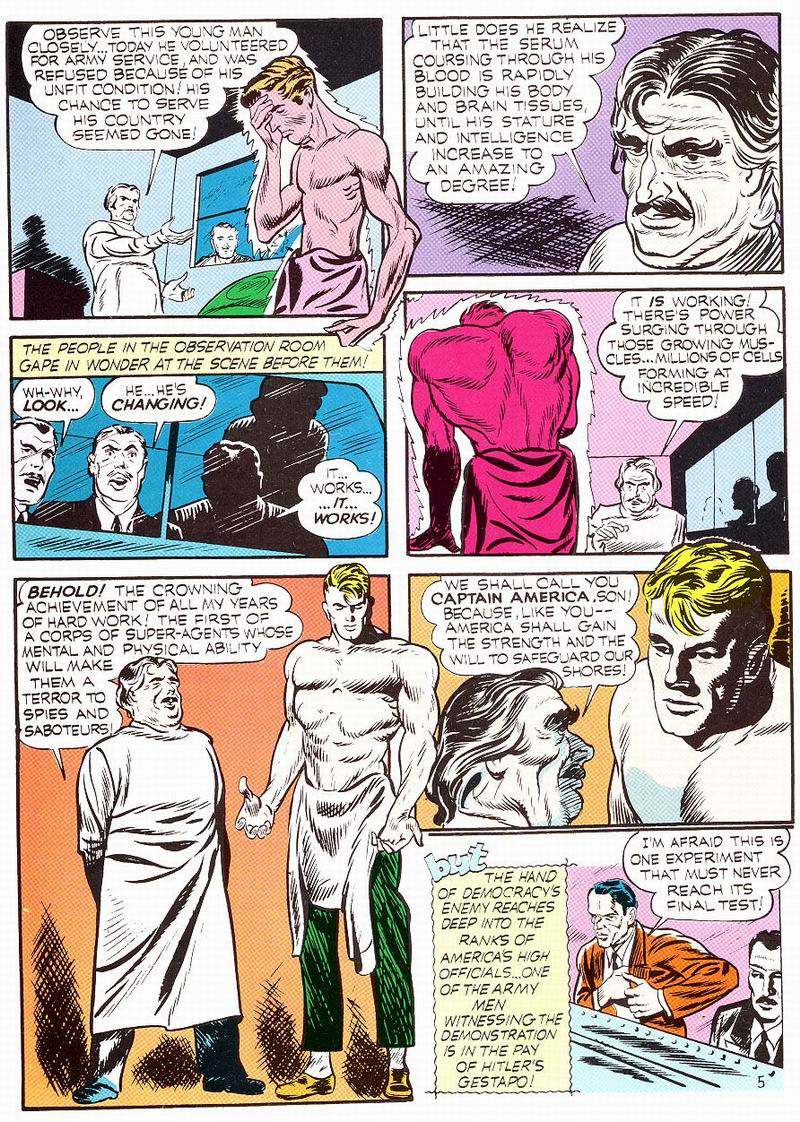 OBSERVE THIS YOUNG MAN
CLOSELY...TODAY HE VOLUNTEERED
FOR ARMY SERVICE, AND WAS
REFUSED BECAUSE OF HIS
UNFIT CONDITION! HIS
CHANCE TO SERVE
HIS COUNTRY
SEEMED GONE!
LITTLE DOES HE REALIZE
THAT THE SERUM
COURSING THROUGH HIS
BLOOD IS RAPIDLY
BUILDING HIS BODY
AND BRAIN TISSUES,
UNTIL HIS STATURE
AND INTELLIGENCE
INCREASE TO
AN AMAZING
DEGREE!
THE PEOPLE IN THE OBSERVATION ROOM
GAPE IN WONDER AT THE SCENE BEFORE THEM!
WH-WHY,
LOOK...
HE...HE'S
CHANGING!
IT...
WORKS...
...IT...
WORKS!
IT IS WORKING!
THERE'S POWER
SURGING THROUGH
THOSE GROWING MUS-
CLES...MILLIONS OF CELLS
FORMING AT
INCREDIBLE
SPEED!
BEHOLD! THE CROWNING
ACHIEVEMENT OF ALL MY YEARS
OF HARD WORK! THE FIRST OF
A CORPS OF SUPER-AGENTS WHOSE
MENTAL AND PHYSICAL ABILITY
WILL MAKE
THEM A
TERROR TO
SPIES AND
SABOTEURS!
WE SHALL CALL YOU
CAPTAIN AMERICA, SON!
BECAUSE, LIKE YOU--
AMERICA SHALL GAIN
THE STRENGTH AND THE
WILL TO SAFEGUARD OUR
SHORES!
but
THE HAND
OF DEMOCRACY'S
ENEMY REACHES
DEEP INTO THE
RANKS OF
AMERICA'S HIGH
OFFICIALS...ONE
OF THE ARMY
MEN
WITNESSING THE
DEMONSTRATION
IS IN THE PAY
OF HITLER'S
GESTAPO!
I'M AFRAID THIS IS
ONE EXPERIMENT
THAT MUST NEVER
REACH ITS
FINAL TEST!
5